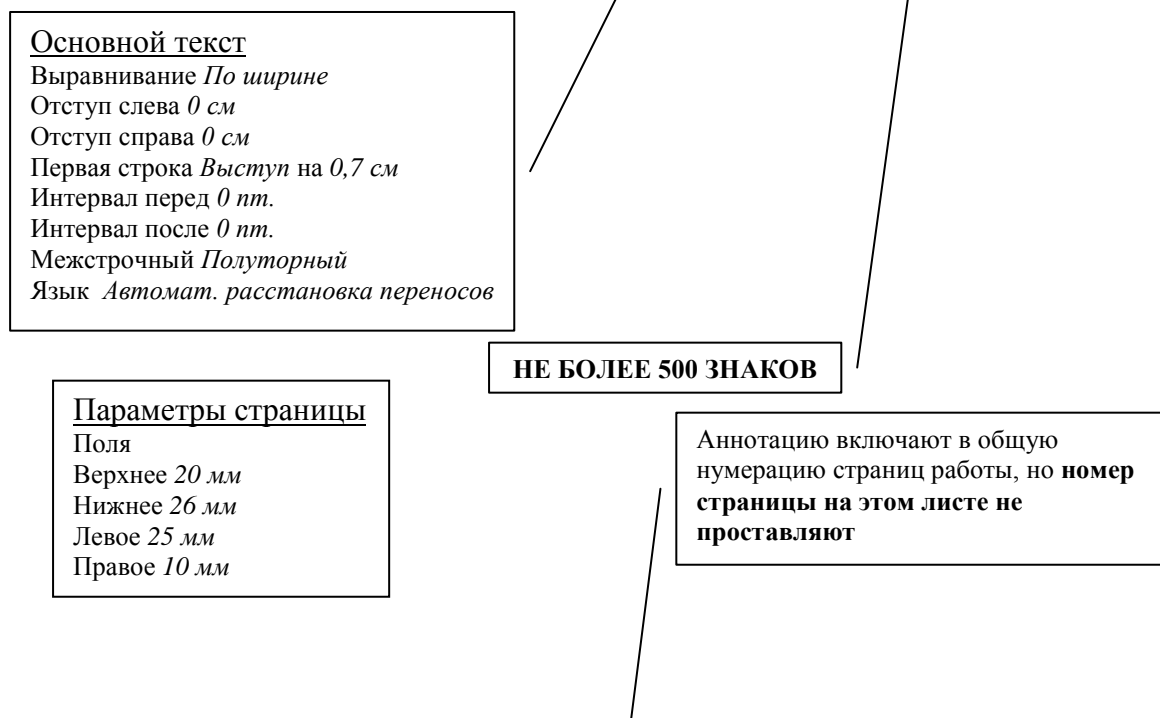 Основной текст
Выравнивание По ширине
Отступ слева 0 см
Отступ справа 0 см
Первая строка Выступ на 0,7 см
Интервал перед 0 пт.
Интервал после 0 пт.
Межстрочный Полуторный
Язык Автомат. расстановка переносов
НЕ БОЛЕЕ 500 ЗНАКОВ
Параметры страницы
Поля
Верхнее 20 мм
Нижнее 26 мм
Левое 25 мм
Правое 10 мм
Аннотацию включают в общую
нумерацию страниц работы, но номер
страницы на этом листе не
проставляют